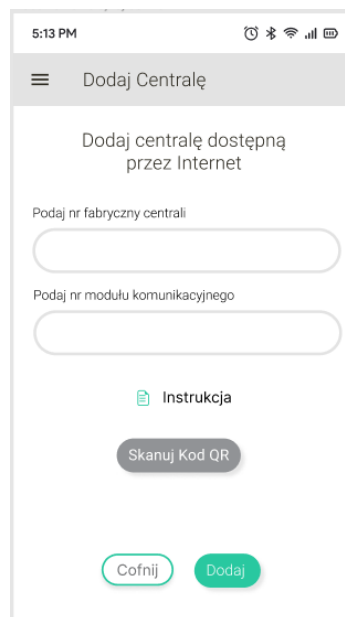 5:13 PM
Dodaj Centralę
Dodaj centralę dostępną
przez Internet
Podaj nr fabryczny centrali
Podaj nr modułu komunikacyjnego
Instrukcja
Skanuj Kod QR
Cofnij Dodaj